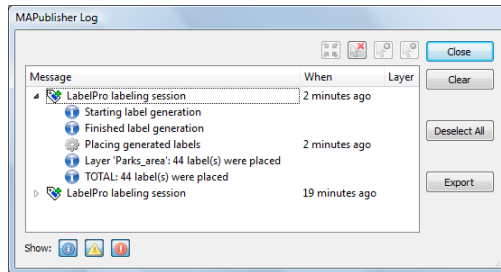 MAPublisher Log
Message When Layer
LabelPro labeling session 2 minutes ago
Starting label generation
Finished label generation
Placing generated labels 2 minutes ago
Layer 'Parks_area': 44 label(s) were placed
TOTAL: 44 label(s) were placed
LabelPro labeling session 19 minutes ago
Show:
Close
Clear
Deselect All
Export